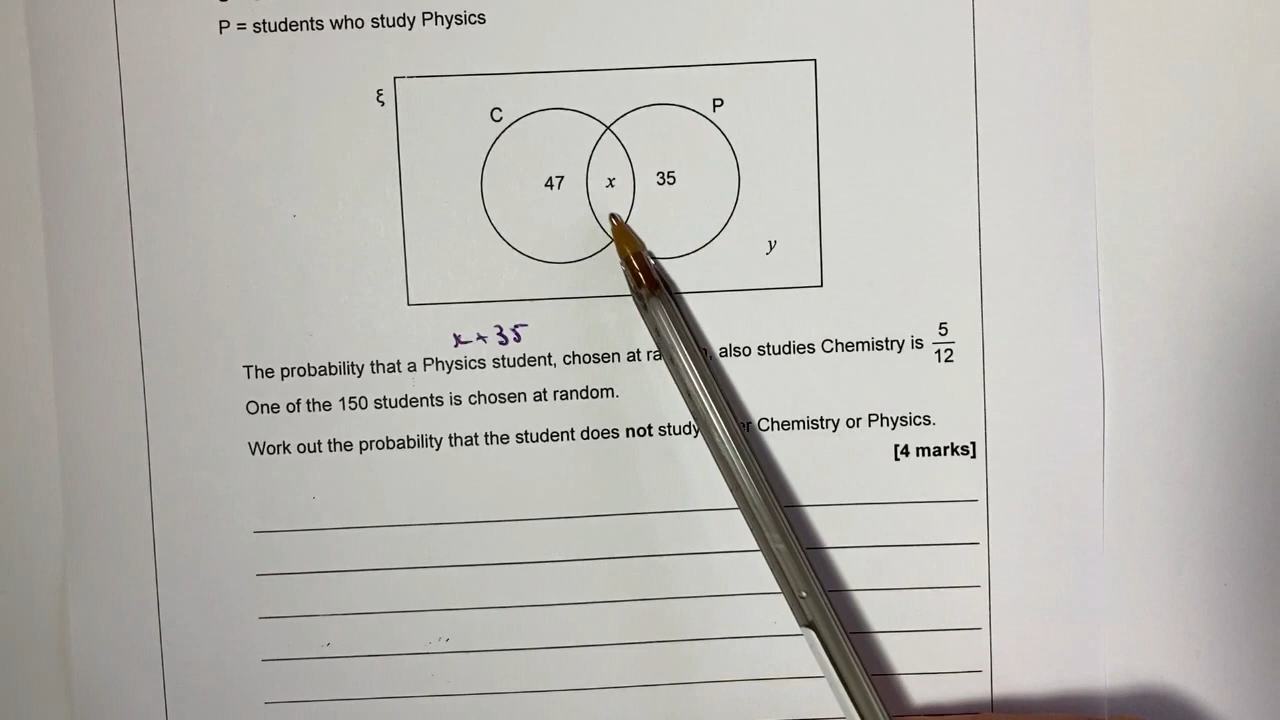 P = students who study Physics
ξ
C
P
47
x
35
y
x + 35
The probability that a Physics student, chosen at also studies Chemistry is 5/12
One of the 150 students is chosen at random.
Work out the probability that the student does not study Chemistry or Physics.
[4 marks]